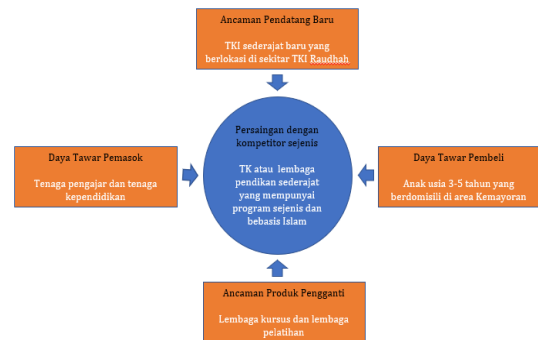 Ancaman Pendatang Baru
TKI sederajat baru yang
berlokasi di sekitar TKI Raudhah
Persaingan dengan
kompetitor sejenis
TK atau lembaga
pendikan sederajat
yang mempunyai
program sejenis dan
bebasis Islam
Daya Tawar Pemasok
Tenaga pengajar dan tenaga
kependidikan
Daya Tawar Pembeli
Anak usia 3-5 tahun yang
berdomisili di area Kemayoran
Ancaman Produk Pengganti
Lembaga kursus dan lembaga
pelatihan